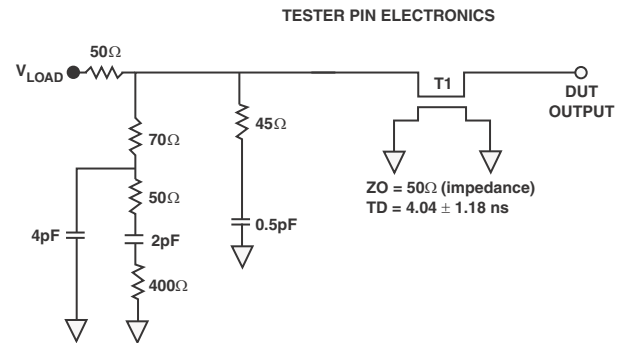 TESTER PIN ELECTRONICS
50Ω
VLOAD
T1
DUT
OUTPUT
70Ω
45Ω
50Ω
ZO = 50Ω (impedance)
TD = 4.04 ± 1.18 ns
4pF
2pF
0.5pF
400Ω